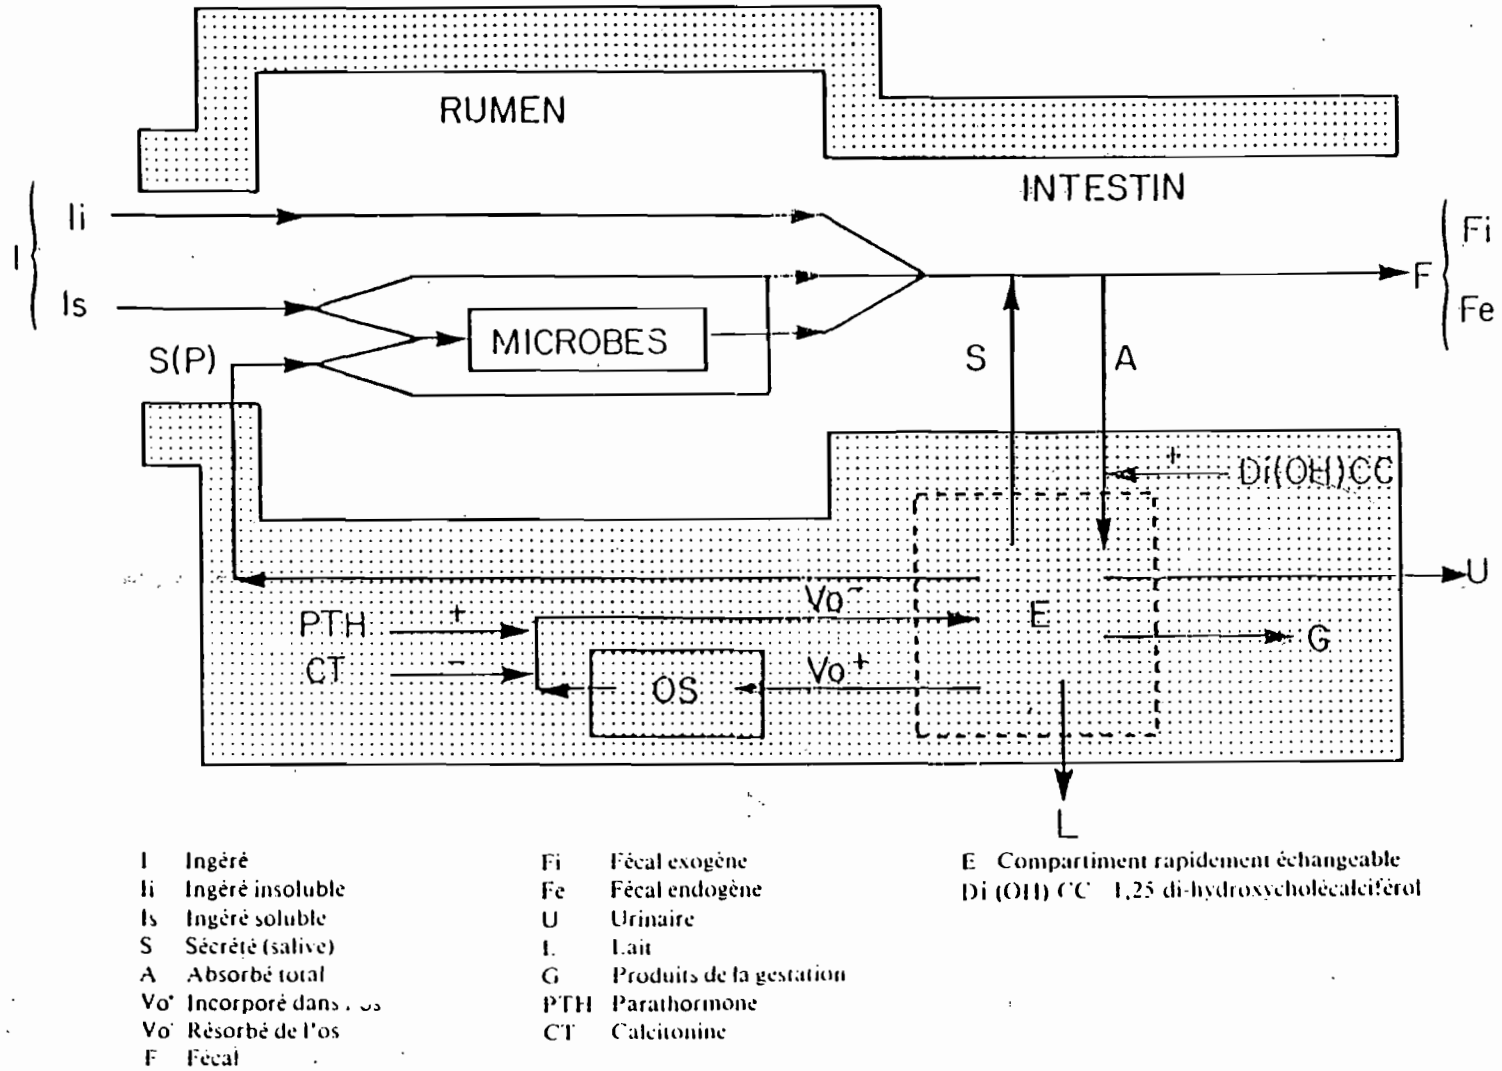 RUMEN
INTESTIN
I
Ii
Is
S(P)
MICROBES
S
A
F
Fi
Fe
+
Di(OH)CC
U
Vo⁻
E
PTH
+
CT
−
OS
Vo⁺
G
L
I Ingéré
Ii Ingéré insoluble
Is Ingéré soluble
S Sécrété (salive)
A Absorbé total
Vo⁺ Incorporé dans
Vo⁻ Résorbé de l'os
F Fécal
Fi Fécal exogène
Fe Fécal endogène
U Urinaire
L Lait
G Produits de la gestation
PTH Parathormone
CT Calcitonine
E Compartiment rapidement échangeable
Di (OH) CC 1,25 di-hydroxycholécalciférol